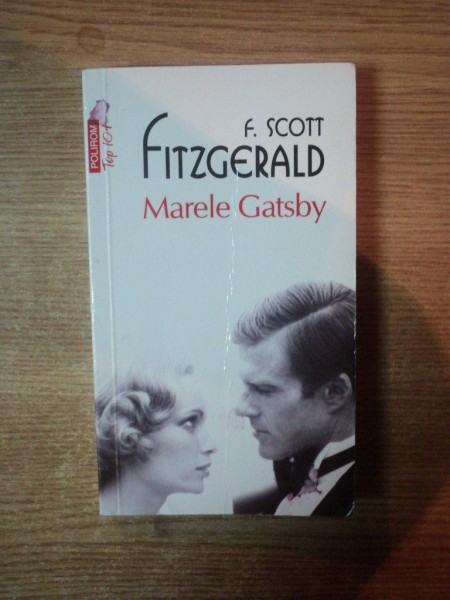 POLIROM
Top 10+
F. SCOTT
FITZGERALD
Marele Gatsby